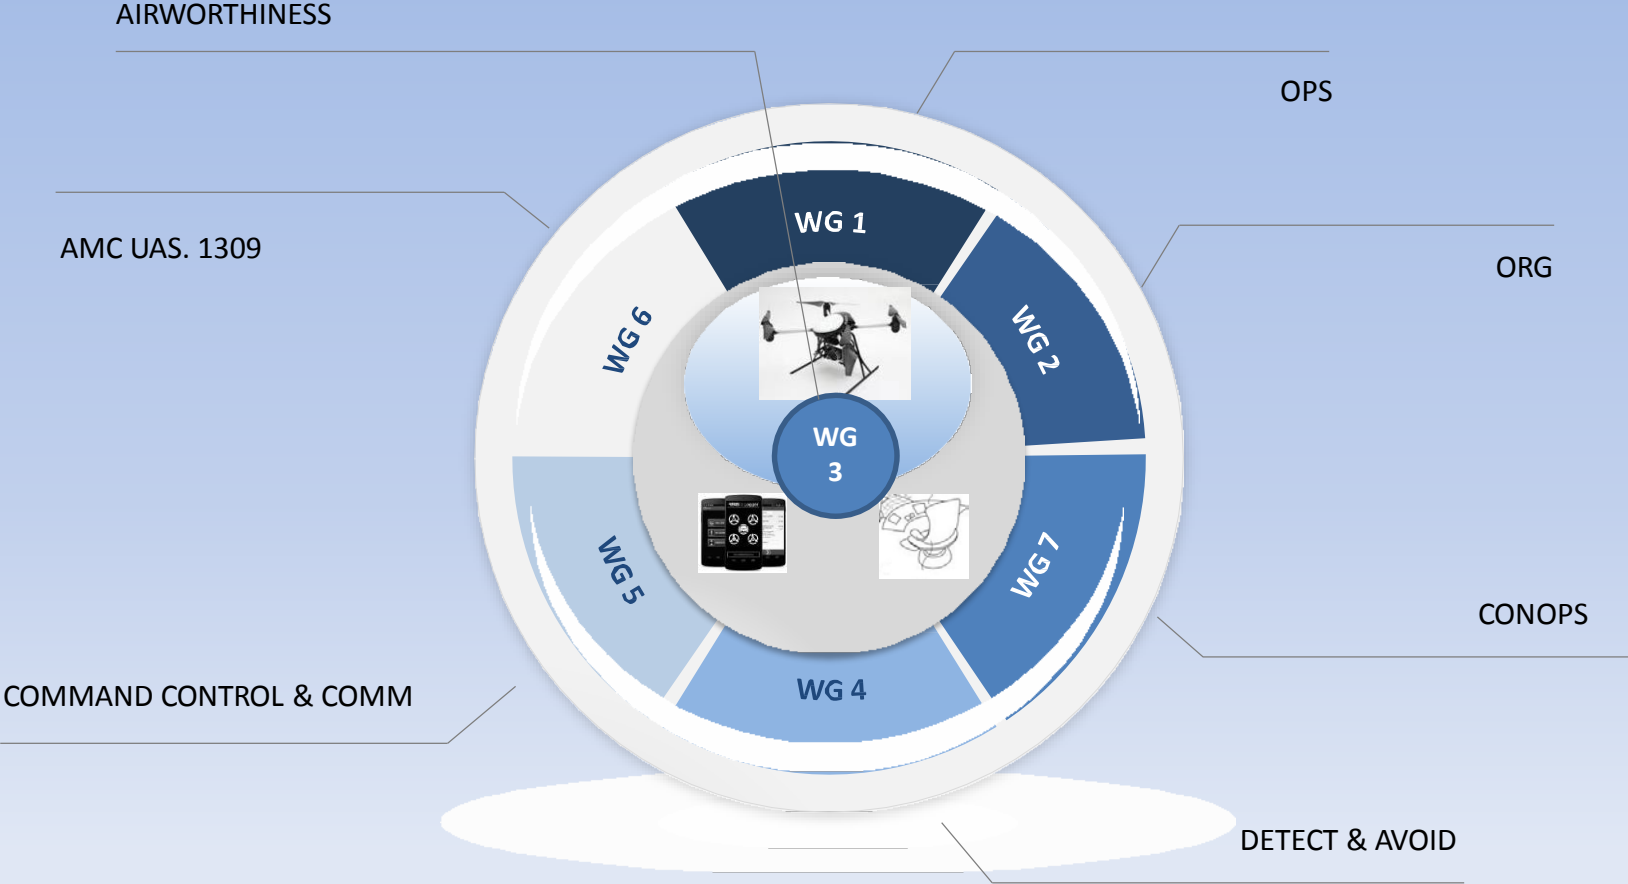 AIRWORTHINESS
OPS
AMC UAS. 1309
ORG
WG 1
WG 6
WG 2
WG
3
WG 5
WG 7
WG 4
CONOPS
COMMAND CONTROL & COMM
DETECT & AVOID